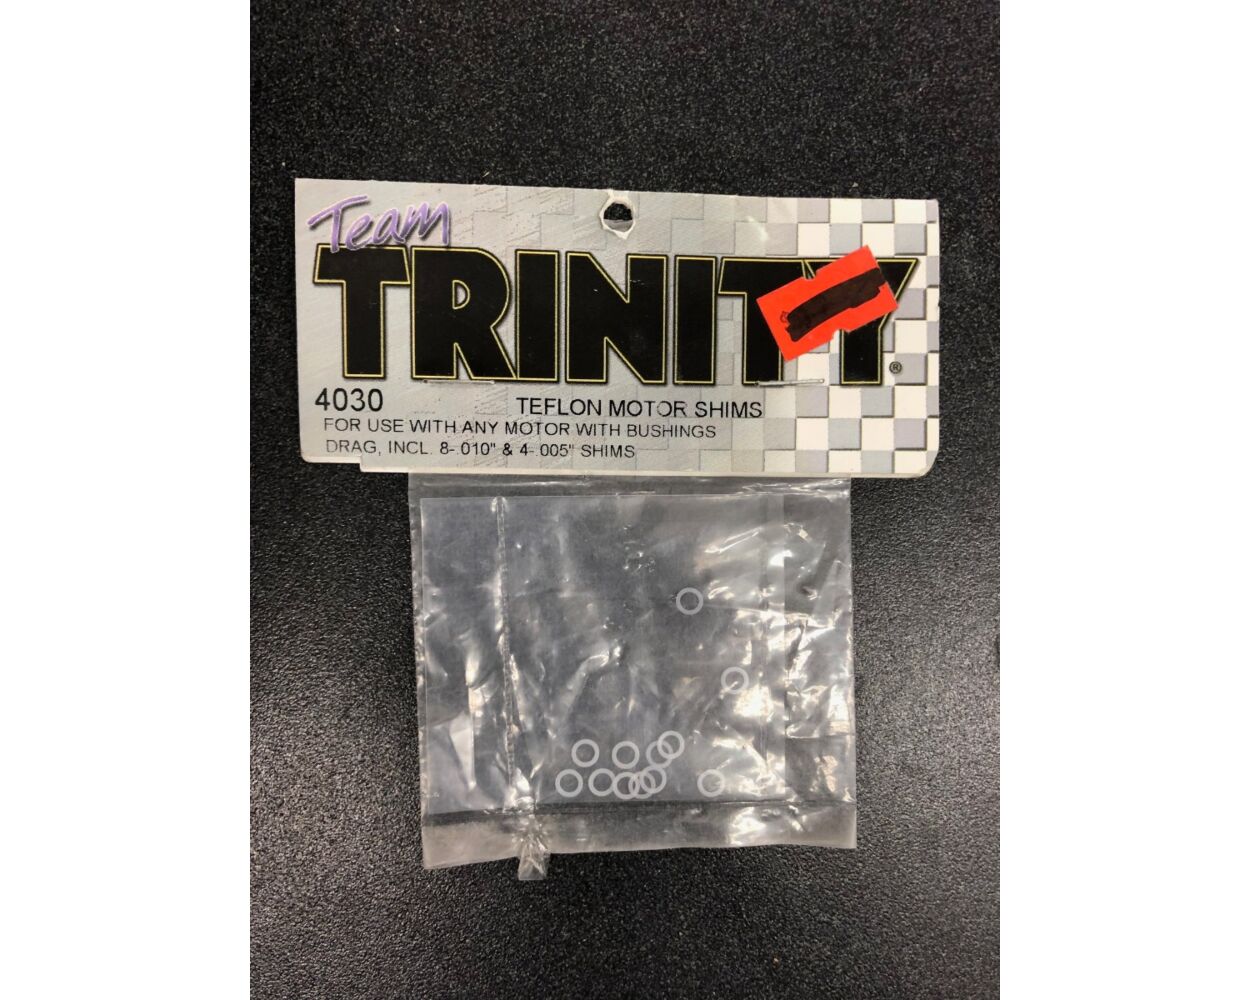 Team
TRINITY®
4030 TEFLON MOTOR SHIMS
FOR USE WITH ANY MOTOR WITH BUSHINGS
DRAG, INCL. 8-.010" & 4-.005" SHIMS